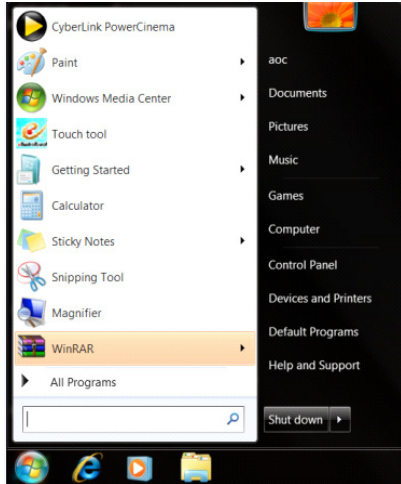 CyberLink PowerCinema
Paint
Windows Media Center
Touch tool
Getting Started
Calculator
Sticky Notes
Snipping Tool
Magnifier
WinRAR
All Programs
aoc
Documents
Pictures
Music
Games
Computer
Control Panel
Devices and Printers
Default Programs
Help and Support
Shut down